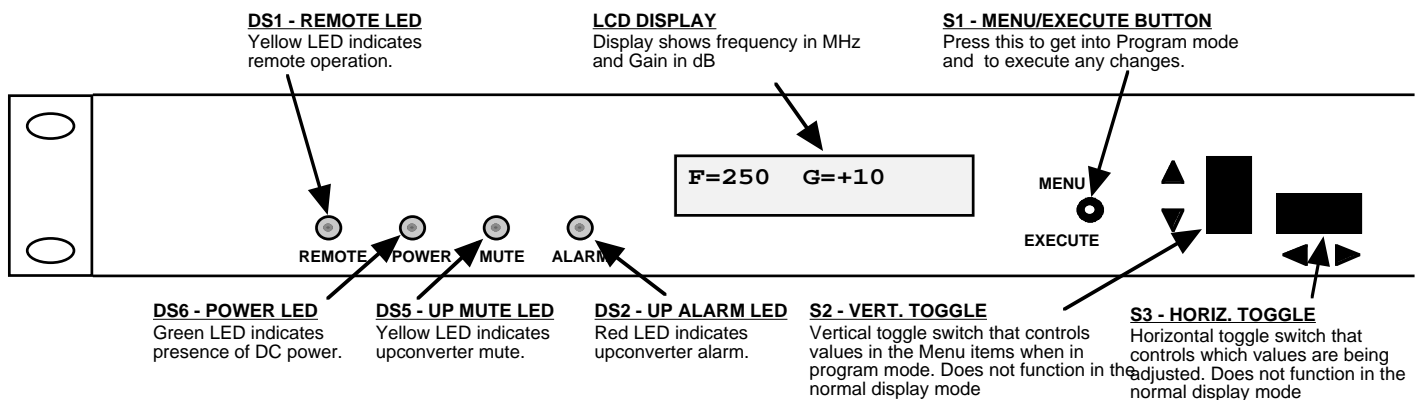 DS1 - REMOTE LED
Yellow LED indicates
remote operation.
LCD DISPLAY
Display shows frequency in MHz
and Gain in dB
S1 - MENU/EXECUTE BUTTON
Press this to get into Program mode
and to execute any changes.
F=250 G=+10
MENU
EXECUTE
REMOTE
POWER
MUTE
ALARM
DS6 - POWER LED
Green LED indicates
presence of DC power.
DS5 - UP MUTE LED
Yellow LED indicates
upconverter mute.
DS2 - UP ALARM LED
Red LED indicates
upconverter alarm.
S2 - VERT. TOGGLE
Vertical toggle switch that controls
values in the Menu items when in
program mode. Does not function in the
normal display mode
S3 - HORIZ. TOGGLE
Horizontal toggle switch that
controls which values are being
adjusted. Does not function in the
normal display mode